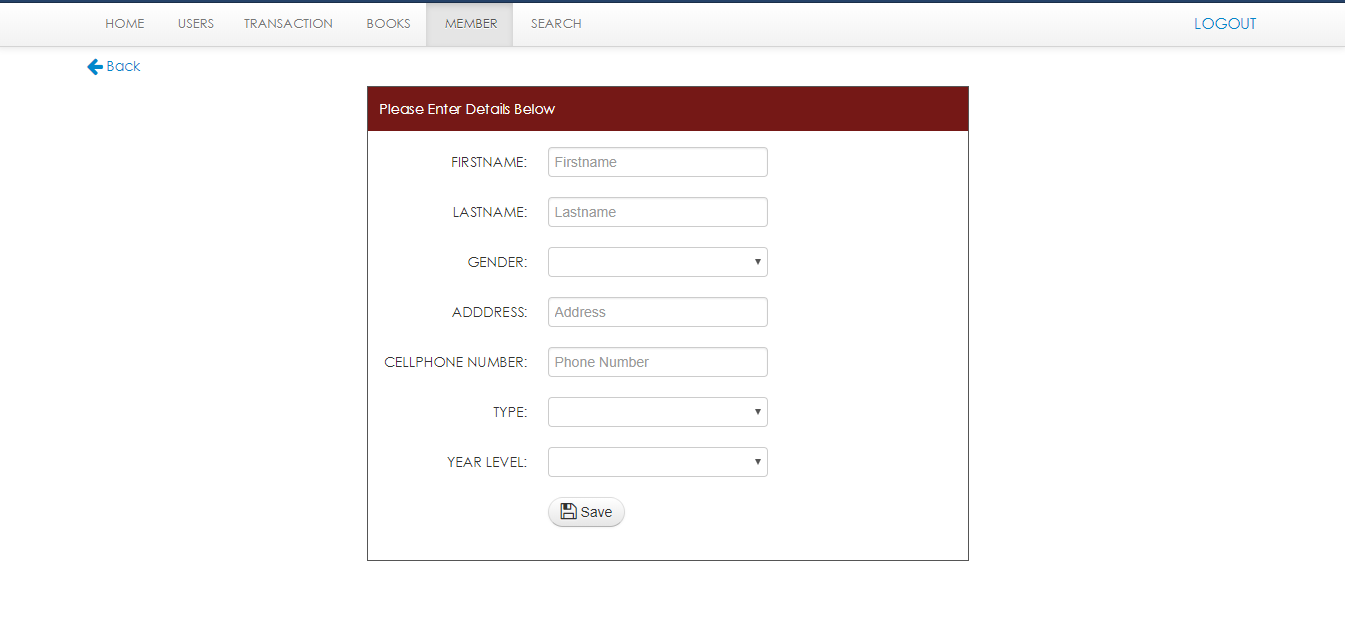 HOME USERS TRANSACTION BOOKS MEMBER SEARCH LOGOUT
Back
Please Enter Details Below
FIRSTNAME: Firstname
LASTNAME: Lastname
GENDER:
ADDDRESS: Address
CELLPHONE NUMBER: Phone Number
TYPE:
YEAR LEVEL:
Save